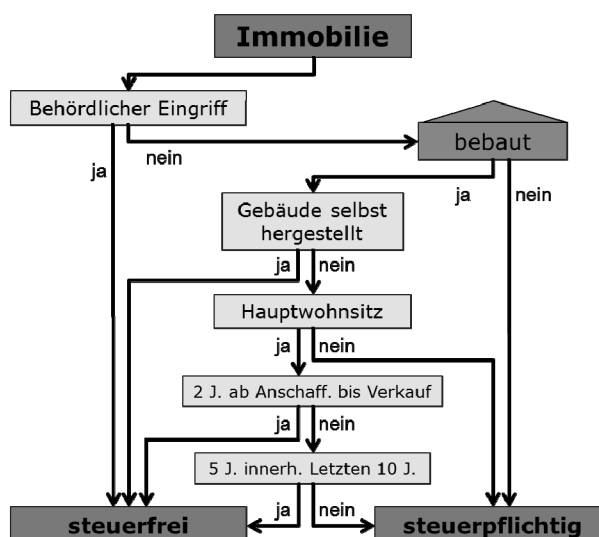 Immobilie
Behördlicher Eingriff
ja
nein
bebaut
ja
nein
Gebäude selbst
hergestellt
ja
nein
Hauptwohnsitz
ja
nein
2 J. ab Anschaff. bis Verkauf
ja
nein
5 J. innerh. Letzten 10 J.
ja
nein
steuerfrei
steuerpflichtig